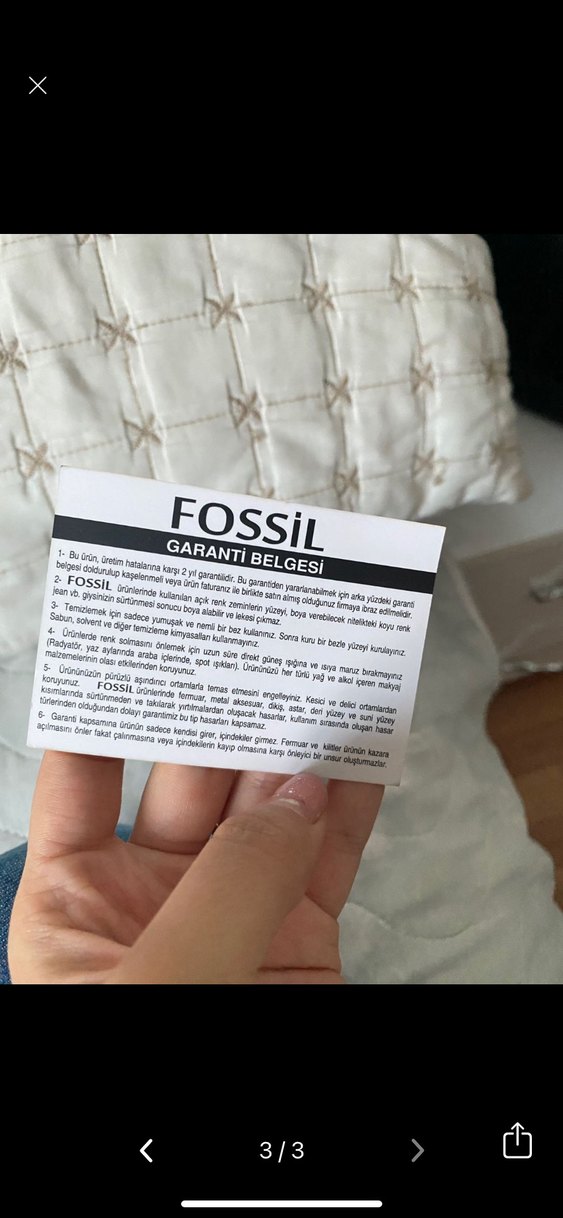 FOSSiL
GARANTİ BELGESİ
1- Bu ürün, üretim hatalarına karşı 2 yıl garantilidir. Bu garantiden yararlanabilmek için arka yüzdeki garanti
belgesi doldurulup kaşelenmeli veya ürün faturanız ile birlikte satın almış olduğunuz firmaya ibraz edilmelidir.
2- FOSSiL ürünlerinde kullanılan açık renk zeminlerin yüzeyi, boya verebilecek nitelikteki koyu renk
jean vb. giysinizin sürtünmesi sonucu boya alabilir ve lekesi çıkmaz.
3- Temizlemek için sadece yumuşak ve nemli bir bez kullanınız. Sonra kuru bir bezle yüzeyi kurulayınız.
Sabun, solvent ve diğer temizleme kimyasalları kullanmayınız.
4- Ürünlerde renk solmasını önlemek için uzun süre direkt güneş ışığına ve ısıya maruz bırakmayınız
(Radyatör, yaz aylarında araba içlerinde, spot ışıkları). Ürününüzü her türlü yağ ve alkol içeren makyaj
malzemelerinin olası etkilerinden koruyunuz.
5- Ürününüzün pürüzlü aşındırıcı ortamlarla temas etmesini engelleyiniz. Kesici ve delici ortamlardan
koruyunuz. FOSSiL ürünlerinde fermuar, metal aksesuar, dikiş, astar, deri yüzey ve suni yüzey
kısımlarında sürtünmeden ve takılarak yırtılmalardan oluşacak hasarlar, kullanım sırasında oluşan hasar
türlerinden olduğundan dolayı garantimiz bu tip hasarları kapsamaz.
6- Garanti kapsamına ürünün sadece kendisi girer, içindekiler girmez. Fermuar ve kilitler ürünün kazara
açılmasını önler fakat çalınmasına veya içindekilerin kayıp olmasına karşı önleyici bir unsur oluşturmazlar.
3/3